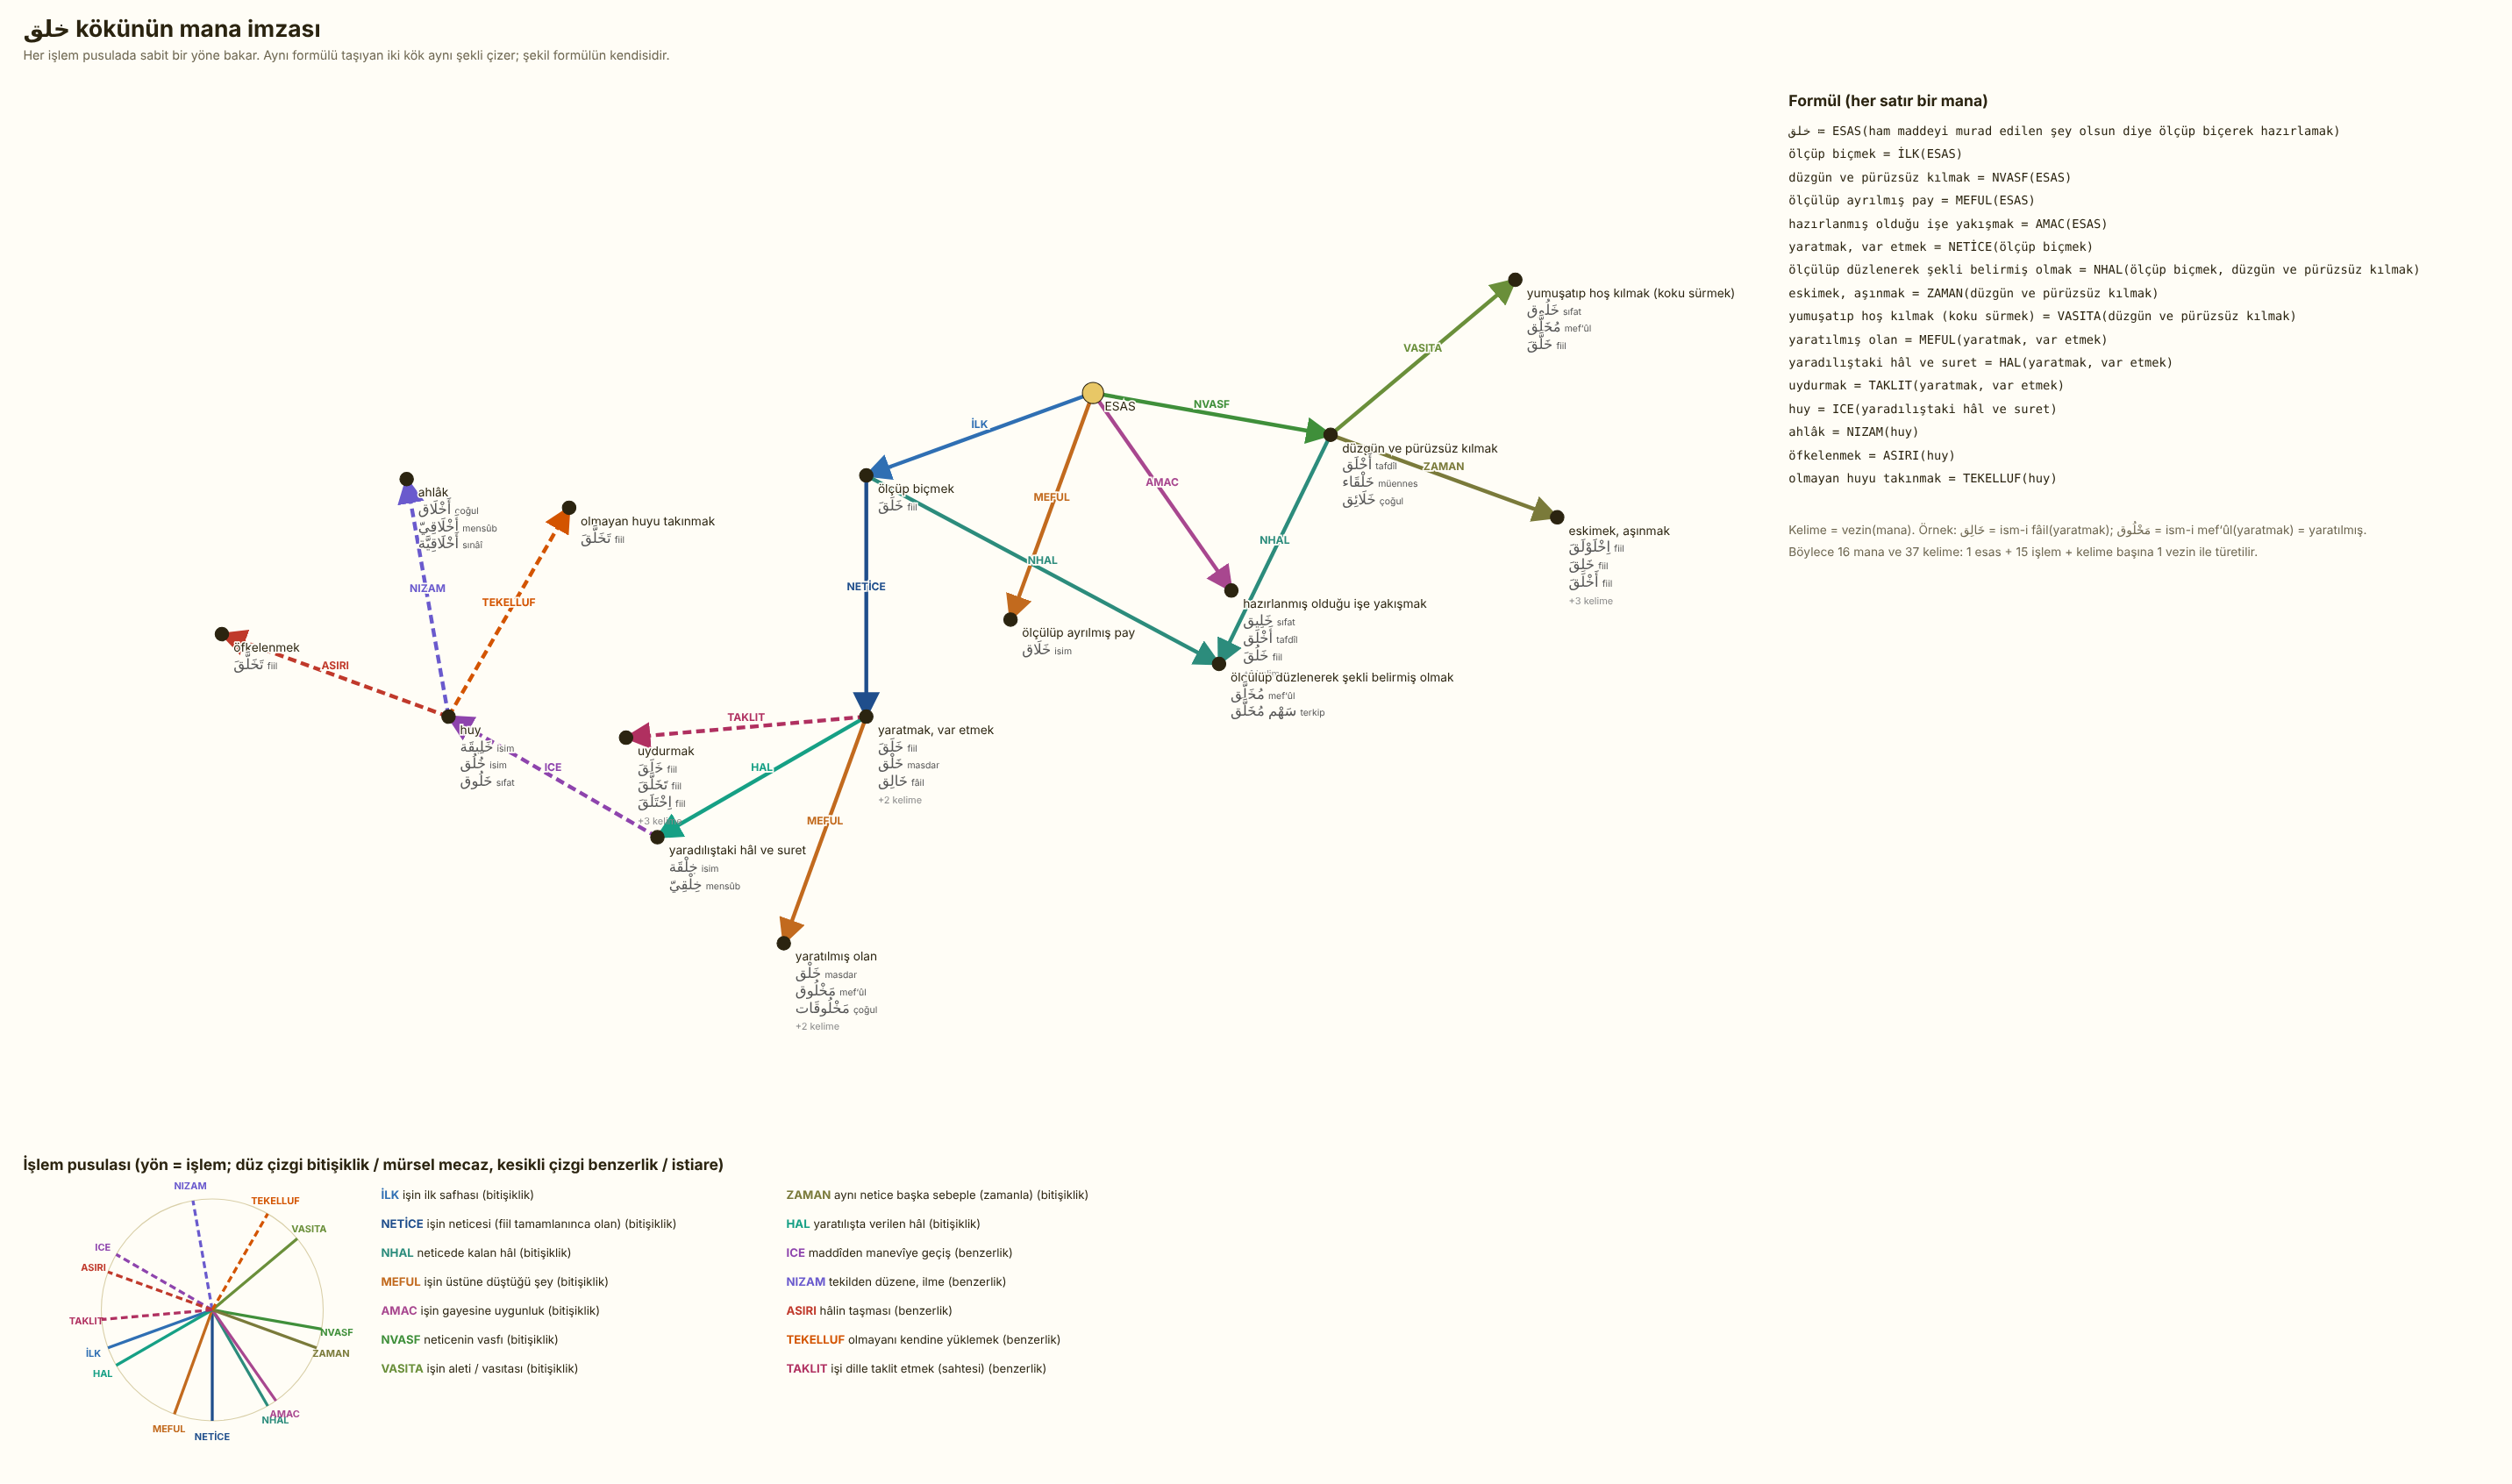 خلق kökünün mana imzası
Her işlem pusulada sabit bir yöne bakar. Aynı formülü taşıyan iki kök aynı şekli çizer; şekil formülün kendisidir.
Formül (her satır bir mana)
خلق = ESAS(ham maddeyi murad edilen şey olsun diye ölçüp biçerek hazırlamak)
ölçüp biçmek = İLK(ESAS)
düzgün ve pürüzsüz kılmak = NVASF(ESAS)
ölçülüp ayrılmış pay = MEFUL(ESAS)
hazırlanmış olduğu işe yakışmak = AMAC(ESAS)
yaratmak, var etmek = NETİCE(ölçüp biçmek)
ölçülüp düzlenerek şekli belirmiş olmak = NHAL(ölçüp biçmek, düzgün ve pürüzsüz kılmak)
eskimek, aşınmak = ZAMAN(düzgün ve pürüzsüz kılmak)
yumuşatıp hoş kılmak (koku sürmek) = VASITA(düzgün ve pürüzsüz kılmak)
yaratılmış olan = MEFUL(yaratmak, var etmek)
yaradılıştaki hâl ve suret = HAL(yaratmak, var etmek)
uydurmak = TAKLIT(yaratmak, var etmek)
huy = ICE(yaradılıştaki hâl ve suret)
ahlâk = NIZAM(huy)
öfkelenmek = ASIRI(huy)
olmayan huyu takınmak = TEKELLUF(huy)
Kelime = vezin(mana). Örnek: خَالِق = ism-i fâil(yaratmak); مَخْلُوق = ism-i mef'ûl(yaratmak) = yaratılmış.
Böylece 16 mana ve 37 kelime: 1 esas + 15 işlem + kelime başına 1 vezin ile türetilir.
yumuşatıp hoş kılmak (koku sürmek)
خَلُوق sıfat
مُخَلَّق mef'ûl
خَلَّقَ fiil
VASITA
ESAS
NVASF
İLK
düzgün ve pürüzsüz kılmak
أَخْلَق tafdîl
خَلْقَاء müennes
خَلَائِق çoğul
ZAMAN
AMAC
MEFUL
ölçüp biçmek
خَلَقَ fiil
ahlâk
أَخْلَاق çoğul
أَخْلَاقِيّ mensûb
أَخْلَاقِيَّة sınâî
olmayan huyu takınmak
تَخَلَّقَ fiil
eskimek, aşınmak
اِخْلَوْلَقَ fiil
خَلِقَ fiil
أَخْلَقَ fiil
+3 kelime
NHAL
NHAL
NETİCE
NIZAM
TEKELLUF
hazırlanmış olduğu işe yakışmak
خَلِيق sıfat
أَخْلَق tafdîl
خَلُقَ fiil
ölçülüp ayrılmış pay
خَلَاق isim
öfkelenmek
تَخَلَّقَ fiil
ASIRI
ölçülüp düzlenerek şekli belirmiş olmak
مُخَلَّق mef'ûl
سَهْم مُخَلَّق terkip
TAKLIT
huy
خَلِيقَة isim
خُلُق isim
خَلُوق sıfat
yaratmak, var etmek
خَلَقَ fiil
خَلْق masdar
خَالِق fâil
+2 kelime
uydurmak
خَلَقَ fiil
تَخَلَّقَ fiil
اِخْتَلَقَ fiil
+3 kelime
ICE
HAL
MEFUL
yaradılıştaki hâl ve suret
خِلْقَة isim
خِلْقِيّ mensûb
yaratılmış olan
خَلْق masdar
مَخْلُوق mef'ûl
مَخْلُوقَات çoğul
+2 kelime
İşlem pusulası (yön = işlem; düz çizgi bitişiklik / mürsel mecaz, kesikli çizgi benzerlik / istiare)
NIZAM
TEKELLUF
VASITA
ICE
ASIRI
TAKLIT
NVASF
İLK
ZAMAN
HAL
AMAC
NHAL
MEFUL
NETİCE
İLK işin ilk safhası (bitişiklik)
NETİCE işin neticesi (fiil tamamlanınca olan) (bitişiklik)
NHAL neticede kalan hâl (bitişiklik)
MEFUL işin üstüne düştüğü şey (bitişiklik)
AMAC işin gayesine uygunluk (bitişiklik)
NVASF neticenin vasfı (bitişiklik)
VASITA işin aleti / vasıtası (bitişiklik)
ZAMAN aynı netice başka sebeple (zamanla) (bitişiklik)
HAL yaratılışta verilen hâl (bitişiklik)
ICE maddîden manevîye geçiş (benzerlik)
NIZAM tekilden düzene, ilme (benzerlik)
ASIRI hâlin taşması (benzerlik)
TEKELLUF olmayanı kendine yüklemek (benzerlik)
TAKLIT işi dille taklit etmek (sahtesi) (benzerlik)